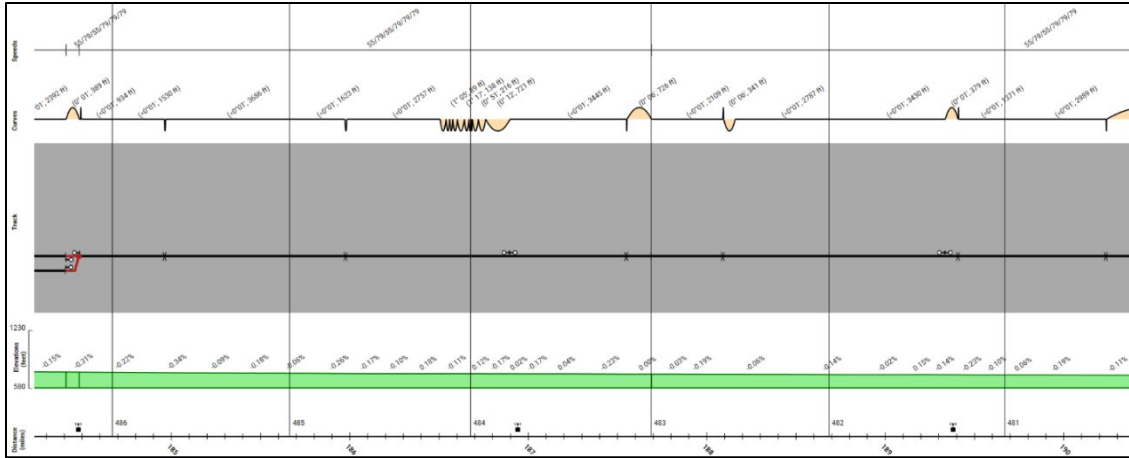 Speeds
55/79/55/79/79/79
55/79/55/79/79/79
55/79/55/79/79/79
Curves
(0° 01', 389 ft)
(<0°01', 934 ft)
(<0°01', 1530 ft)
(<0°01', 3686 ft)
(<0°01', 1623 ft)
(<0°01', 2757 ft)
(0° 51', 216 ft)
(0° 12', 721 ft)
(<0°01', 3445 ft)
(0° 06', 726 ft)
(<0°01', 2109 ft)
(0° 06', 341 ft)
(<0°01', 2787 ft)
(<0°01', 3430 ft)
(0° 01', 379 ft)
(<0°01', 1371 ft)
(<0°01', 2989 ft)
Track
Elevations
(feet)
1230
580
-0.15%
-0.31%
-0.22%
-0.34%
-0.09%
-0.18%
-0.06%
-0.26%
-0.17%
-0.10%
0.18%
-0.11%
0.12%
-0.17%
0.02%
-0.17%
0.04%
-0.23%
0.00%
-0.03%
-0.19%
-0.06%
-0.14%
-0.02%
0.10%
-0.14%
-0.23%
-0.10%
0.06%
-0.19%
-0.11%
Distance
(miles)
486
485
484
483
482
481
185
186
187
188
189
190